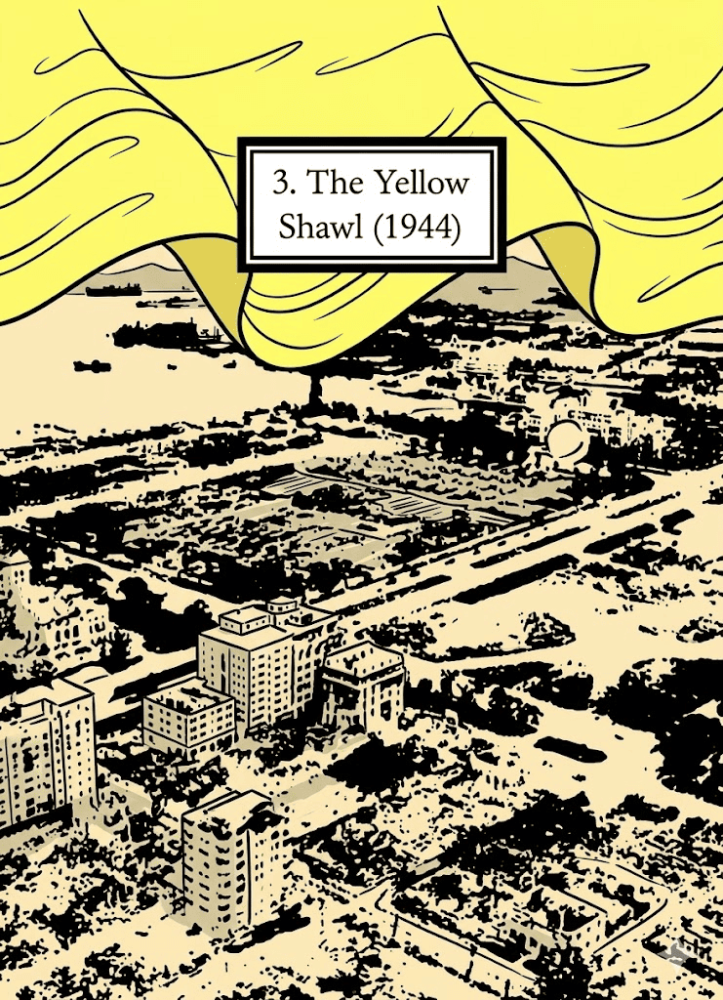 3. The Yellow
Shawl (1944)